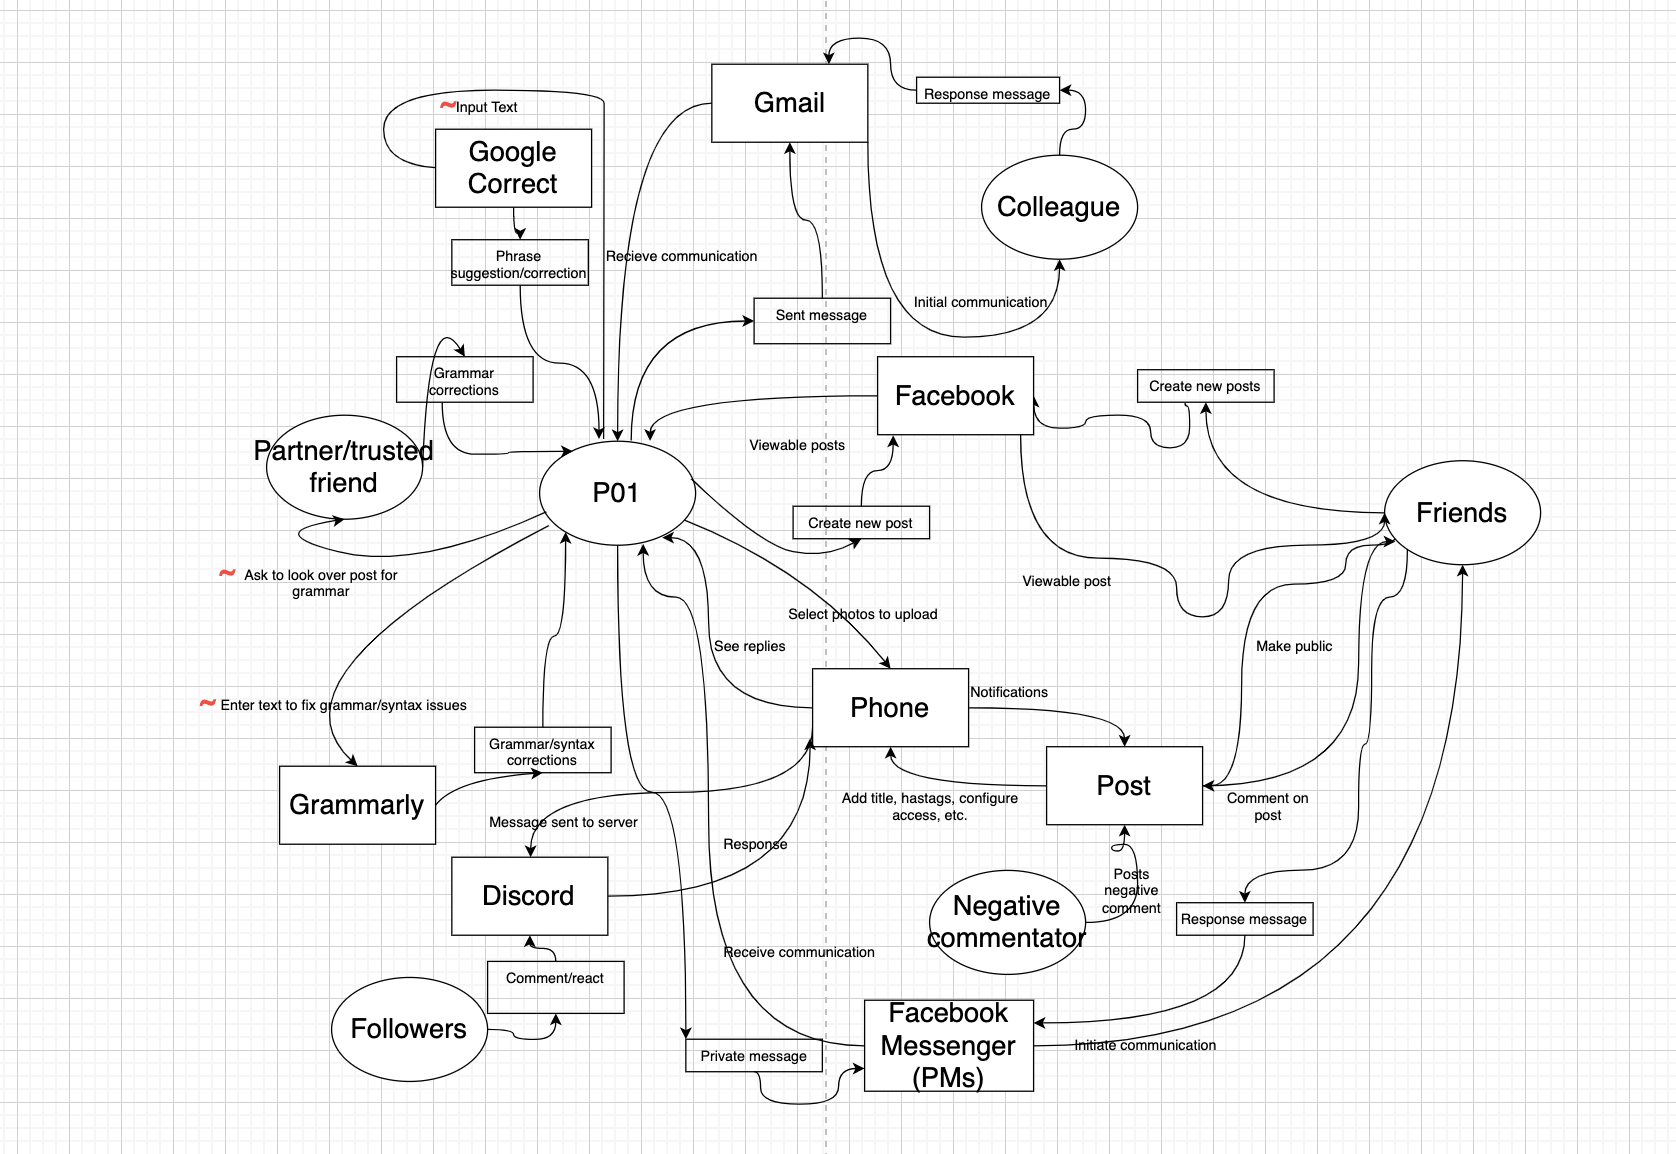 Gmail
Response message
~Input Text
Google
Correct
Colleague
Phrase
suggestion/correction
Recieve communication
Initial communication
Sent message
Grammar
corrections
Facebook
Create new posts
Partner/trusted
friend
Viewable posts
P01
Create new post
Friends
~ Ask to look over post for
grammar
Viewable post
Select photos to upload
See replies
Make public
~ Enter text to fix grammar/syntax issues
Notifications
Phone
Grammar/syntax
corrections
Post
Grammarly
Add title, hastags, configure
access, etc.
Comment on
post
Message sent to server
Response
Discord
Posts
negative
comment
Negative
commentator
Response message
Receive communication
Comment/react
Followers
Facebook
Messenger
(PMs)
Private message
Initiate communication